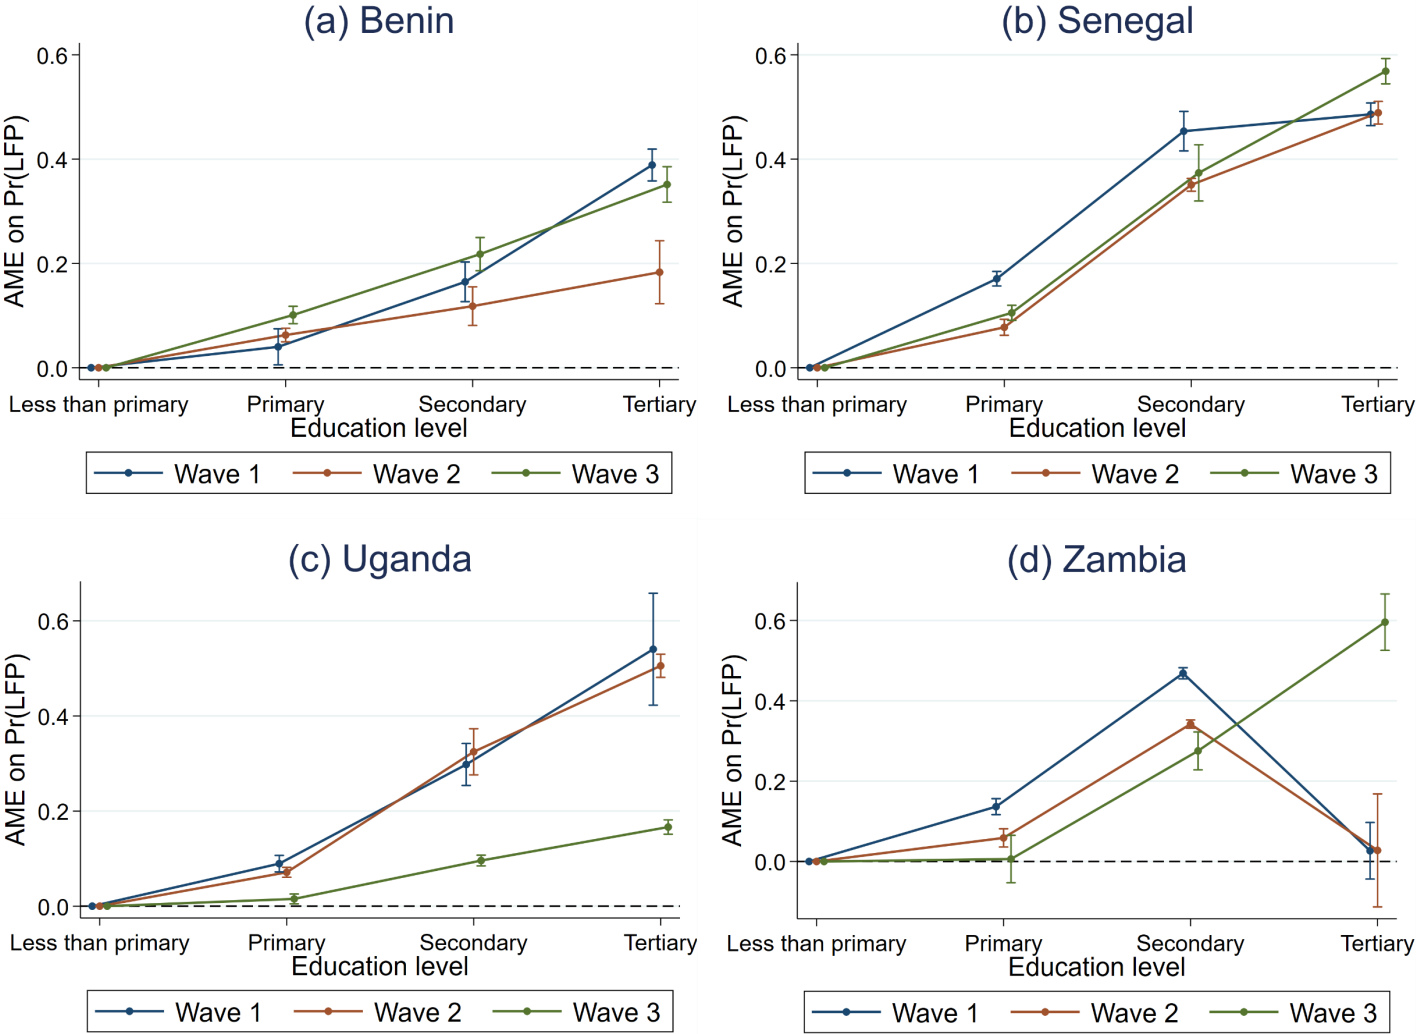 (a) Benin
0.6
0.4
0.2
0.0
AME on Pr(LFP)
Less than primary Primary Secondary Tertiary
Education level
Wave 1 Wave 2 Wave 3
(b) Senegal
0.6
0.4
0.2
0.0
AME on Pr(LFP)
Less than primary Primary Secondary Tertiary
Education level
Wave 1 Wave 2 Wave 3
(c) Uganda
0.6
0.4
0.2
0.0
AME on Pr(LFP)
Less than primary Primary Secondary Tertiary
Education level
Wave 1 Wave 2 Wave 3
(d) Zambia
0.6
0.4
0.2
0.0
AME on Pr(LFP)
Less than primary Primary Secondary Tertiary
Education level
Wave 1 Wave 2 Wave 3